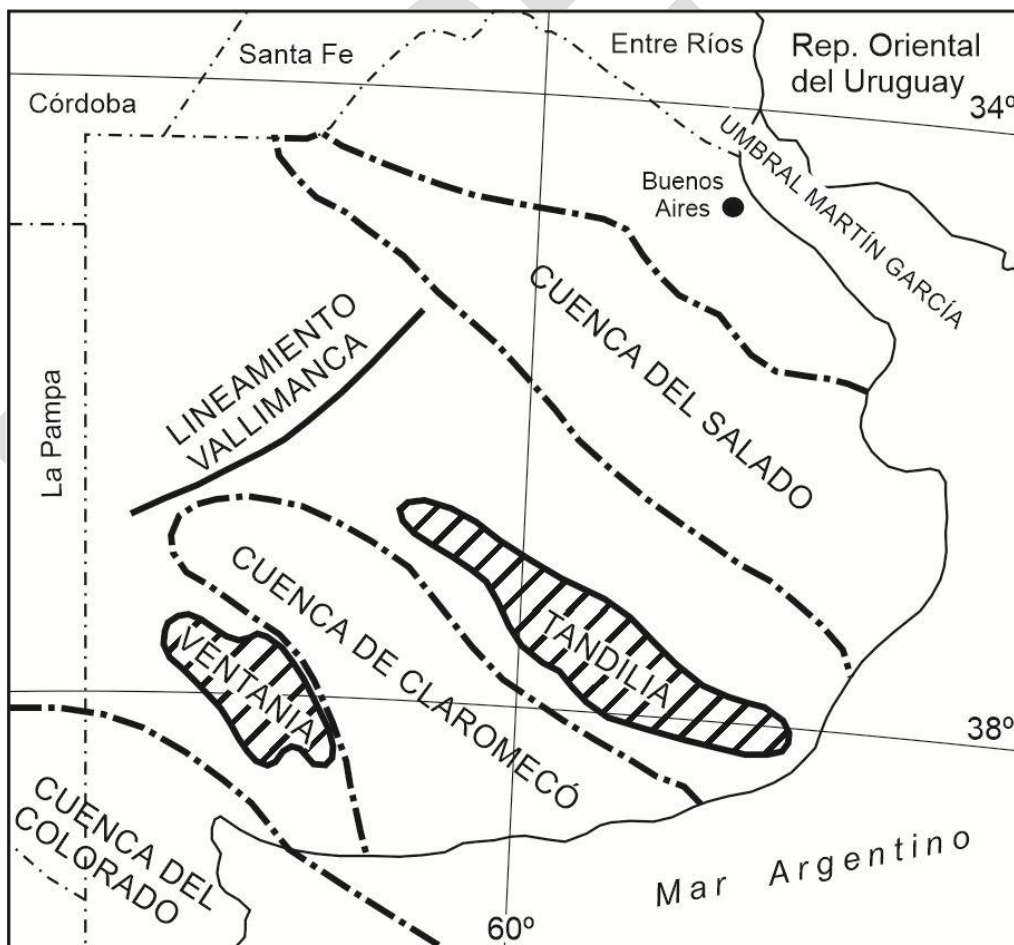 Santa Fe
Entre Ríos
Rep. Oriental
del Uruguay
34º
Córdoba
UMBRAL MARTÍN GARCÍA
Buenos
Aires
CUENCA DEL SALADO
LINEAMIENTO
VALLIMANCA
La Pampa
CUENCA DE CLAROMECÓ
TANDILIA
VENTANIA
38º
CUENCA DEL
COLORADO
Mar Argentino
60º